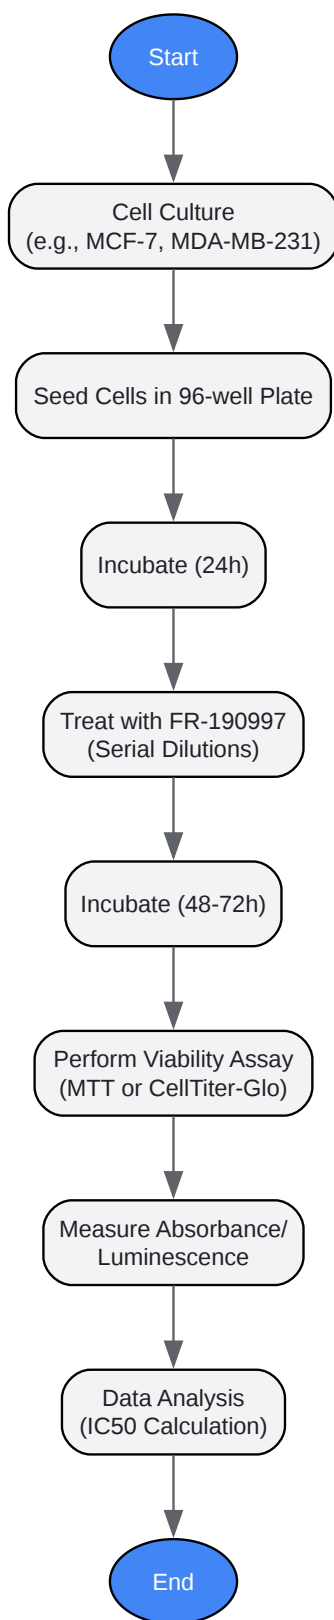 Start
Cell Culture
(e.g., MCF-7, MDA-MB-231)
Seed Cells in 96-well Plate
Incubate (24h)
Treat with FR-190997
(Serial Dilutions)
Incubate (48-72h)
Perform Viability Assay
(MTT or CellTiter-Glo)
Measure Absorbance/
Luminescence
Data Analysis
(IC50 Calculation)
End